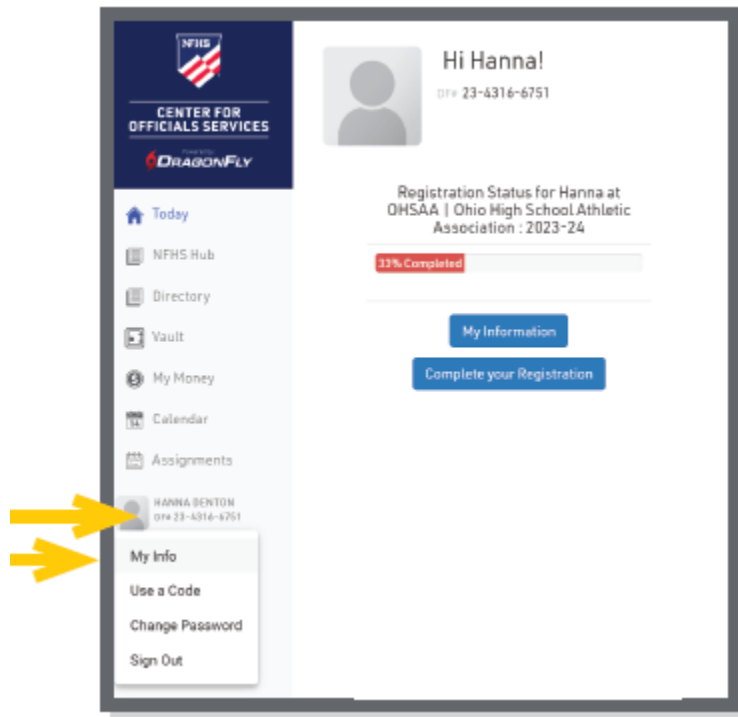 NFHS
CENTER FOR
OFFICIALS SERVICES
DRAGONFLY
Today
NFHS Hub
Directory
Vault
My Money
Calendar
Assignments
HANNA DENTON
DF# 23-4316-6751
My Info
Use a Code
Change Password
Sign Out
Hi Hanna!
DF# 23-4316-6751
Registration Status for Hanna at
OHSAA | Ohio High School Athletic
Association : 2023-24
33% Completed
My Information
Complete your Registration